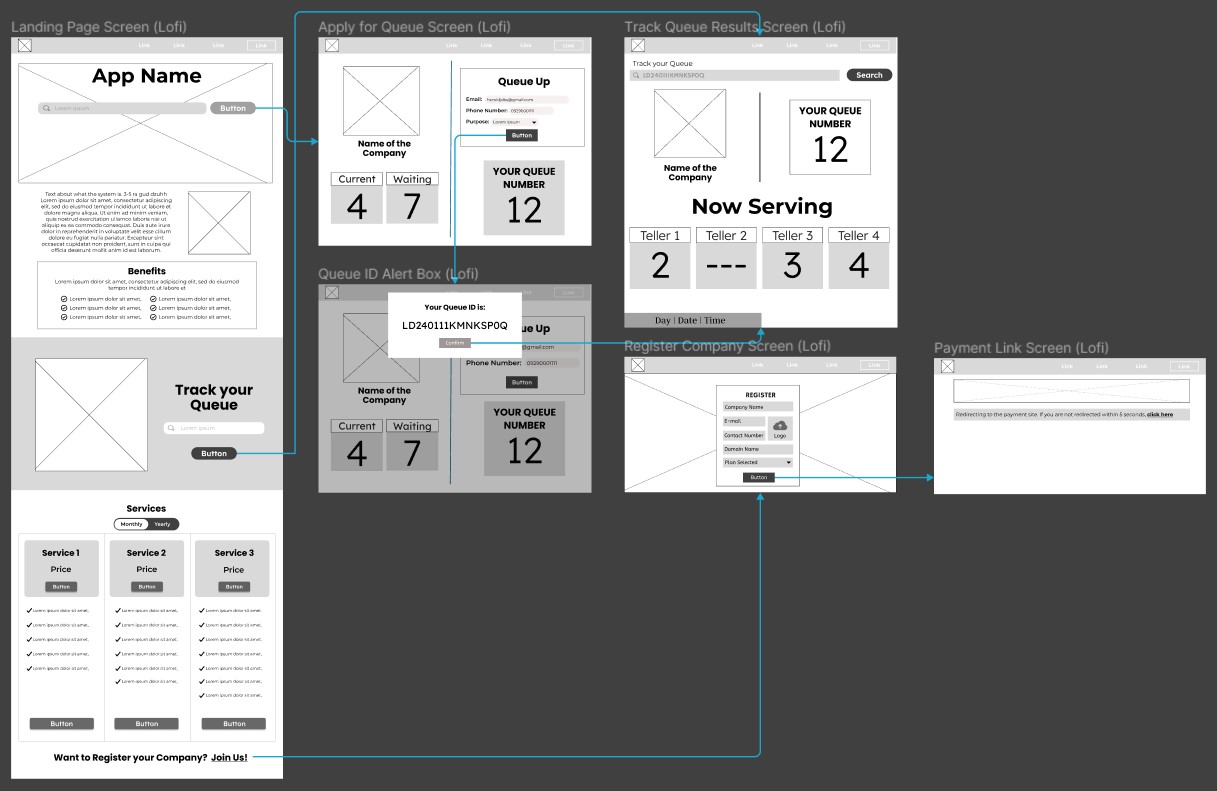 Landing Page Screen (Lofi)
Link Link Link Link
App Name
Lorem ipsum
Button
Text about what the system is. 3-5 ra gud dzuhh
Lorem ipsum dolor sit amet, consectetur adipiscing
elit, sed do eiusmod tempor incididunt ut labore et
dolore magna aliqua. Ut enim ad minim veniam,
quis nostrud exercitation ullamco laboris nisi ut
aliquip ex ea commodo consequat. Duis aute irure
dolor in reprehenderit in voluptate velit esse cillum
dolore eu fugiat nulla pariatur. Excepteur sint
occaecat cupidatat non proident, sunt in culpa qui
officia deserunt mollit anim id est laborum.
Benefits
Lorem ipsum dolor sit amet, consectetur adipiscing elit, sed do eiusmod
tempor incididunt ut labore et
Lorem ipsum dolor sit amet, Lorem ipsum dolor sit amet,
Lorem ipsum dolor sit amet, Lorem ipsum dolor sit amet,
Lorem ipsum dolor sit amet, Lorem ipsum dolor sit amet,
Track your
Queue
Lorem ipsum
Button
Services
Monthly Yearly
Service 1
Price
Button
Lorem ipsum dolor sit amet,
Lorem ipsum dolor sit amet,
Lorem ipsum dolor sit amet,
Lorem ipsum dolor sit amet,
Lorem ipsum dolor sit amet,
Button
Service 2
Price
Button
Lorem ipsum dolor sit amet,
Lorem ipsum dolor sit amet,
Lorem ipsum dolor sit amet,
Lorem ipsum dolor sit amet,
Lorem ipsum dolor sit amet,
Lorem ipsum dolor sit amet,
Button
Service 3
Price
Button
Lorem ipsum dolor sit amet,
Lorem ipsum dolor sit amet,
Lorem ipsum dolor sit amet,
Lorem ipsum dolor sit amet,
Lorem ipsum dolor sit amet,
Lorem ipsum dolor sit amet,
Lorem ipsum dolor sit amet,
Button
Want to Register your Company? Join Us!
Apply for Queue Screen (Lofi)
Link Link Link Link
Name of the
Company
Current Waiting
4 7
Queue Up
Email:
Phone Number:
Purpose: Lorem ipsum
Button
YOUR QUEUE
NUMBER
12
Queue ID Alert Box (Lofi)
Link
Your Queue ID is:
LD240111KMNKSP0Q
Confirm
ue Up
@gmail.com
Phone Number:
Button
Name of the
Company
Current Waiting
4 7
YOUR QUEUE
NUMBER
12
Track Queue Results Screen (Lofi)
Link Link Link Link
Track your Queue
LD240111KMNKSP0Q
Search
Name of the
Company
YOUR QUEUE
NUMBER
12
Now Serving
Teller 1 Teller 2 Teller 3 Teller 4
2 --- 3 4
Day | Date | Time
Register Company Screen (Lofi)
Link Link Link Link
REGISTER
Company Name
E-mail
Contact Number
Logo
Domain Name
Plan Selected
Button
Payment Link Screen (Lofi)
Link Link Link Link
Redirecting to the payment site. If you are not redirected within 5 seconds, click here